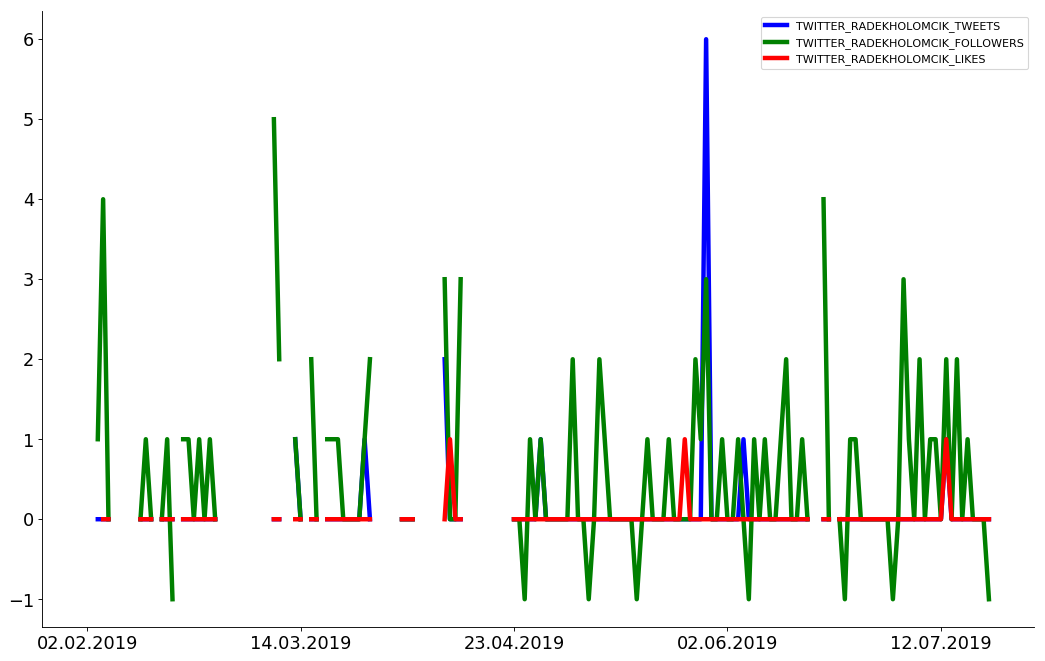 TWITTER_RADEKHOLOMCIK_TWEETS
TWITTER_RADEKHOLOMCIK_FOLLOWERS
TWITTER_RADEKHOLOMCIK_LIKES
6
5
4
3
2
1
0
−1
02.02.2019 14.03.2019 23.04.2019 02.06.2019 12.07.2019